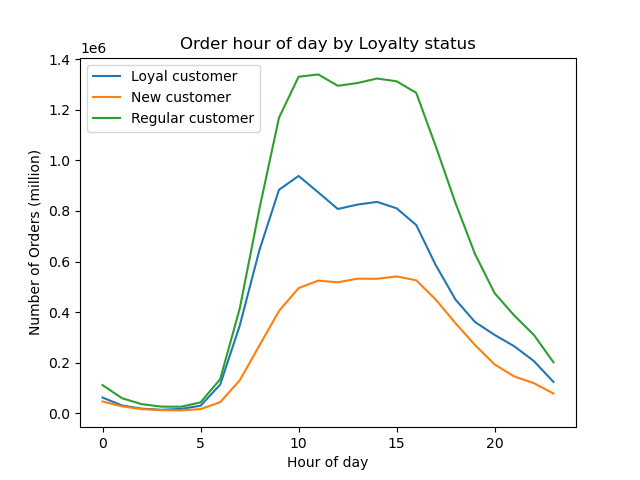 Order hour of day by Loyalty status
1e6
Loyal customer
New customer
Regular customer
Number of Orders (million)
1.4
1.2
1.0
0.8
0.6
0.4
0.2
0.0
0 5 10 15 20
Hour of day